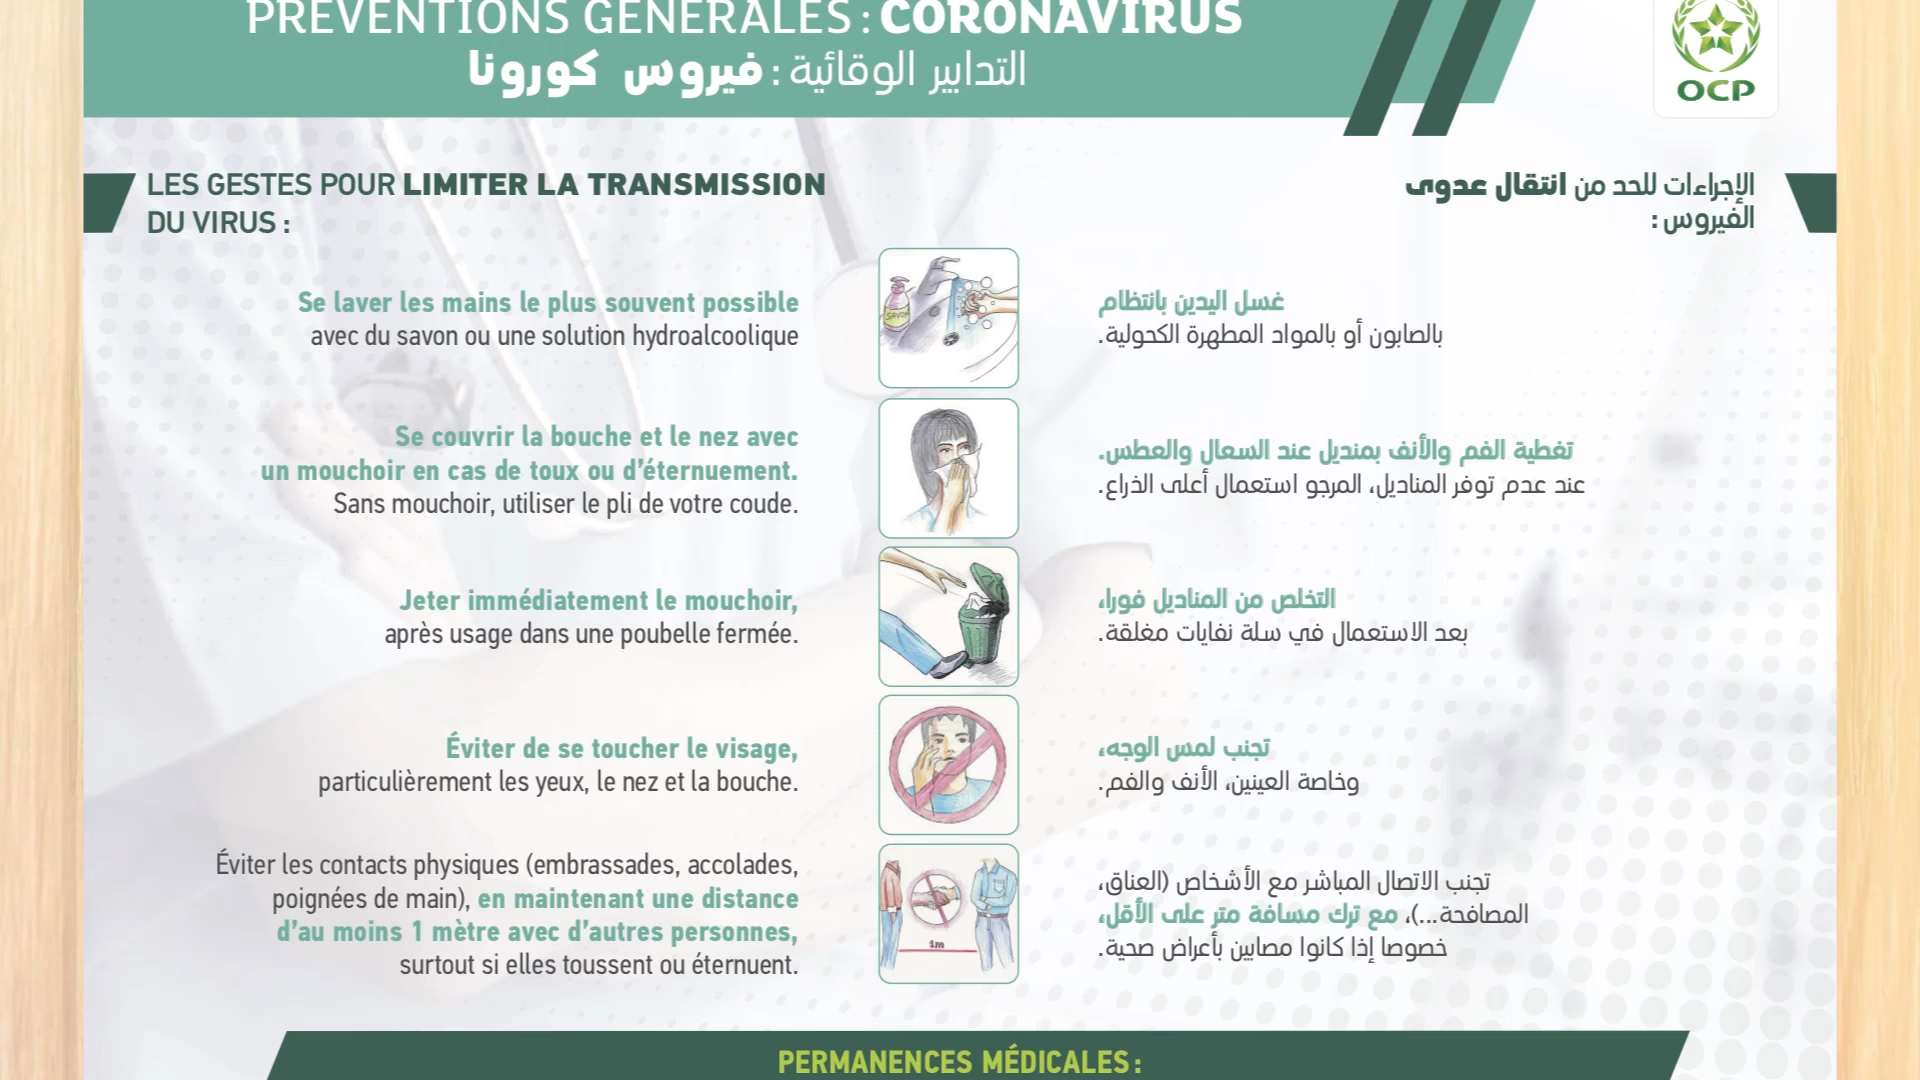 PRÉVENTIONS GÉNÉRALES : CORONAVIRUS
التدابير الوقائية : فيروس كورونا
OCP
LES GESTES POUR LIMITER LA TRANSMISSION
DU VIRUS :
الإجراءات للحد من انتقال عدوى
الفيروس :
Se laver les mains le plus souvent possible
avec du savon ou une solution hydroalcoolique
SAVON
غسل اليدين بانتظام
بالصابون أو بالمواد المطهرة الكحولية.
Se couvrir la bouche et le nez avec
un mouchoir en cas de toux ou d’éternuement.
Sans mouchoir, utiliser le pli de votre coude.
تغطية الفم والأنف بمنديل عند السعال والعطس.
عند عدم توفر المناديل، المرجو استعمال أعلى الذراع.
Jeter immédiatement le mouchoir,
après usage dans une poubelle fermée.
التخلص من المناديل فورا،
بعد الاستعمال في سلة نفايات مغلقة.
Éviter de se toucher le visage,
particulièrement les yeux, le nez et la bouche.
تجنب لمس الوجه،
وخاصة العينين، الأنف والفم.
Éviter les contacts physiques (embrassades, accolades,
poignées de main), en maintenant une distance
d’au moins 1 mètre avec d’autres personnes,
surtout si elles toussent ou éternuent.
1m
تجنب الاتصال المباشر مع الأشخاص (العناق،
المصافحة...)، مع ترك مسافة متر على الأقل،
خصوصا إذا كانوا مصابين بأعراض صحية.
PERMANENCES MÉDICALES :